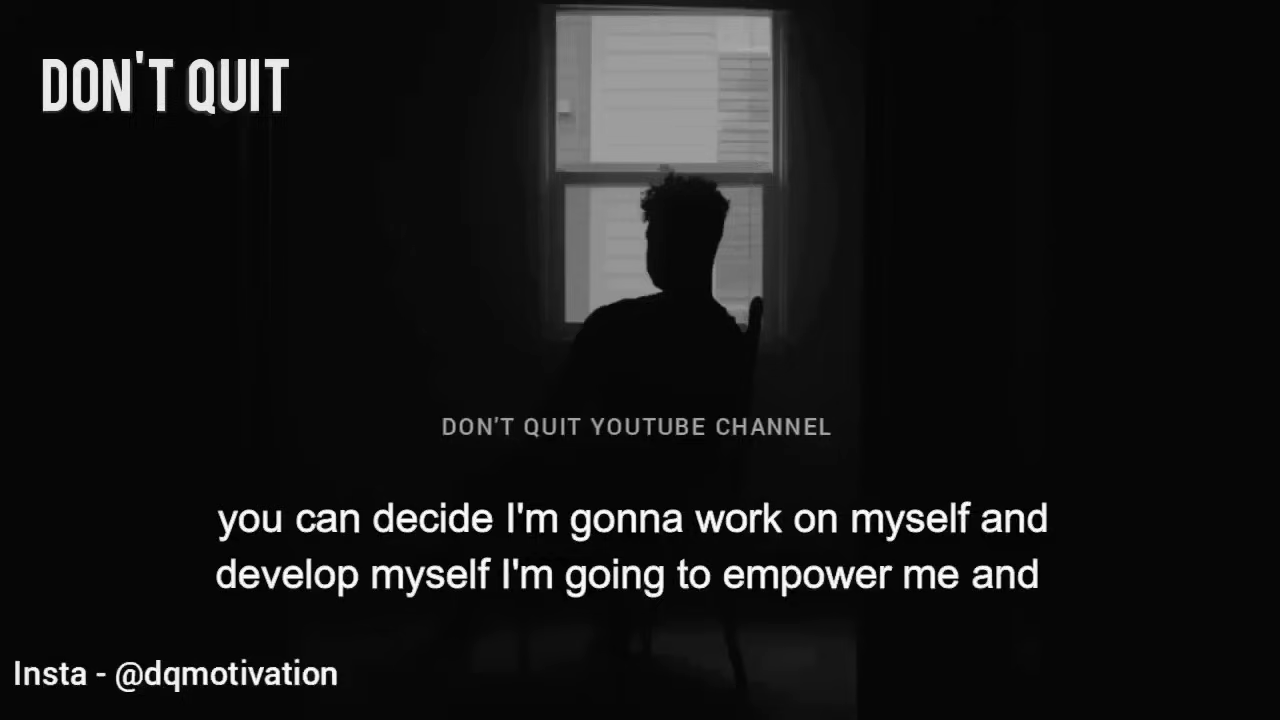 DON'T QUIT
DON'T QUIT YOUTUBE CHANNEL
you can decide I'm gonna work on myself and
develop myself I'm going to empower me and
Insta - @dqmotivation